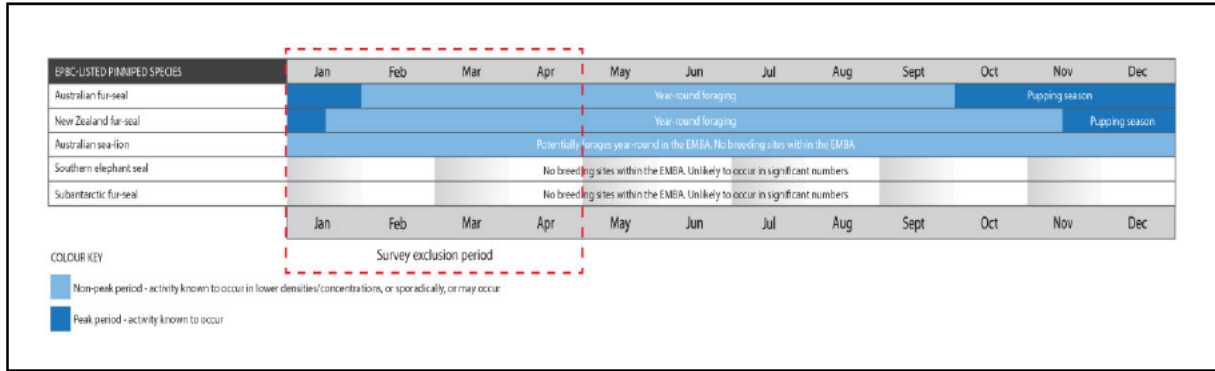 EPBC-LISTED PINNIPED SPECIES Jan Feb Mar Apr May Jun Jul Aug Sept Oct Nov Dec
Australian fur-seal Year-round foraging Pupping season
New Zealand fur-seal Year-round foraging Pupping season
Australian sea-lion Potentially forages year-round in the EMBA. No breeding sites within the EMBA
Southern elephant seal No breeding sites within the EMBA. Unlikely to occur in significant numbers
Subantarctic fur-seal No breeding sites within the EMBA. Unlikely to occur in significant numbers
Jan Feb Mar Apr May Jun Jul Aug Sept Oct Nov Dec
COLOUR KEY Survey exclusion period
Non-peak period - activity known to occur in lower densities/concentrations, or sporadically, or may occur
Peak period - activity known to occur